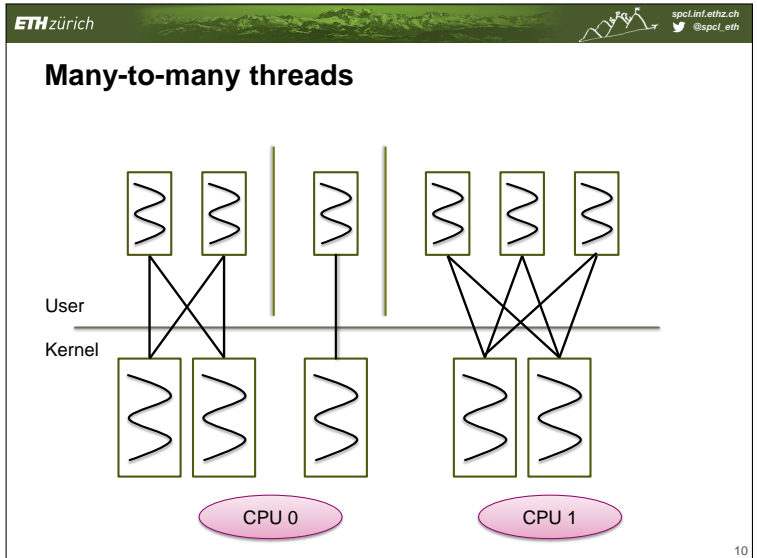 ETH zürich
spcl.inf.ethz.ch
@spcl_eth
Many-to-many threads
User
Kernel
CPU 0
CPU 1
10